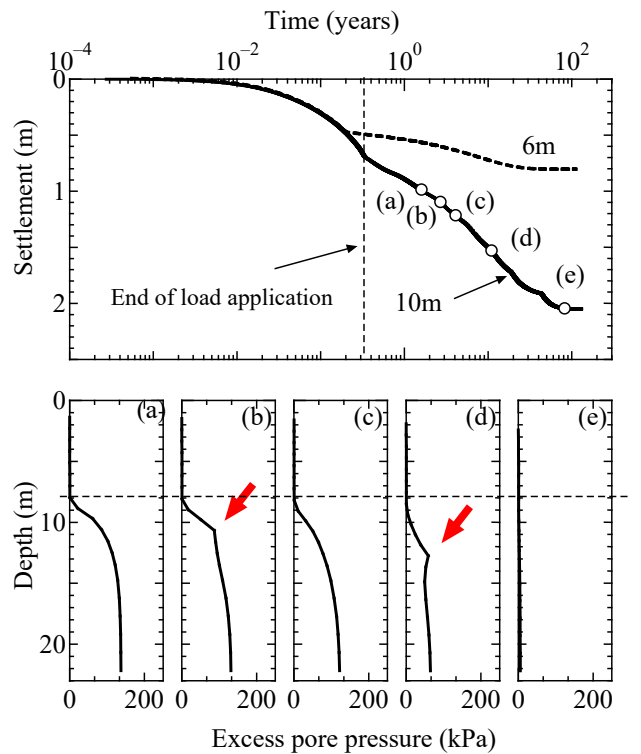 Time (years)
10⁻⁴ 10⁻² 10⁰ 10²
0
1
2
Settlement (m)
6m
(a) (b) (c)
(d)
(e)
End of load application
10m
0
10
20
Depth (m)
(a) (b) (c) (d) (e)
0 200 0 200 0 200 0 200 0 200
Excess pore pressure (kPa)